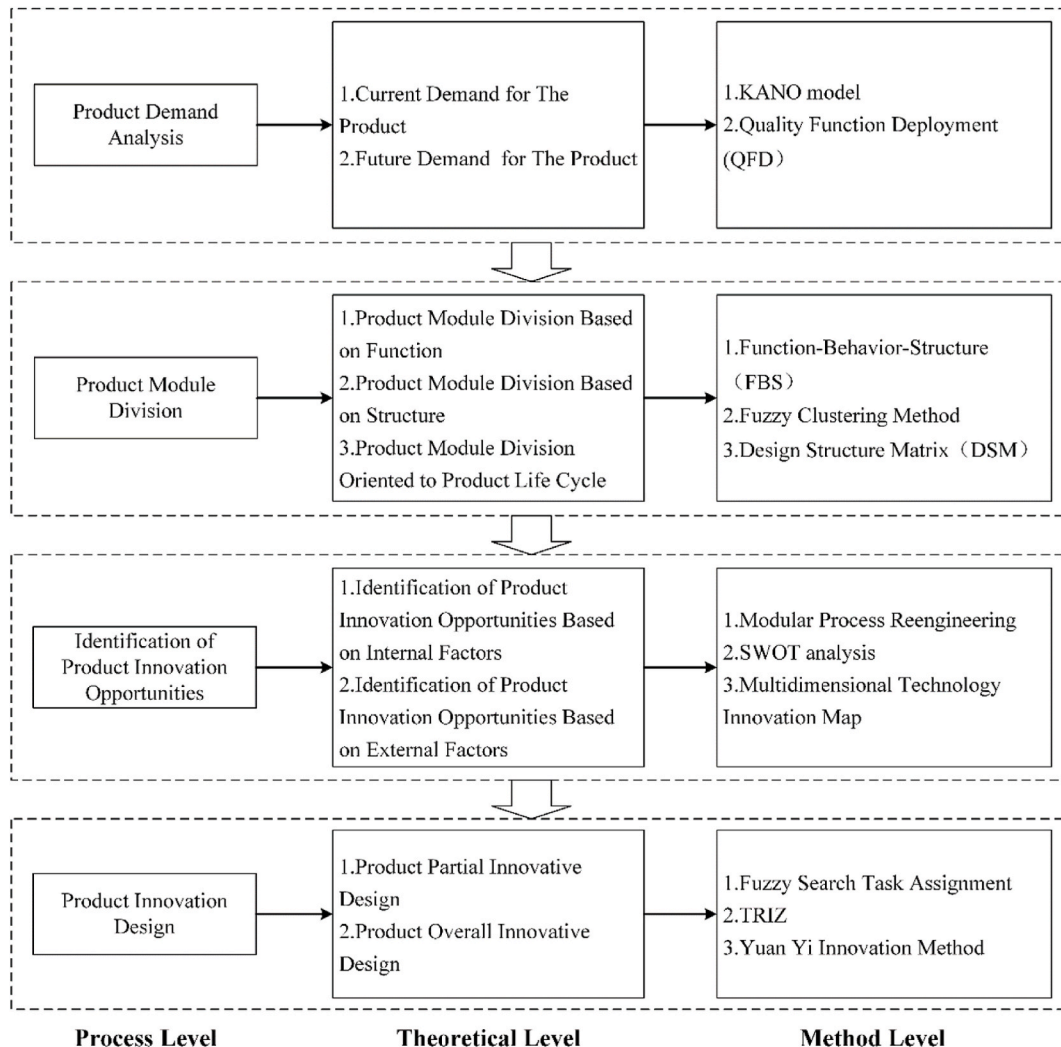 Product Demand
Analysis
1.Current Demand for The
Product
2.Future Demand for The Product
1.KANO model
2.Quality Function Deployment
(QFD）
Product Module
Division
1.Product Module Division Based
on Function
2.Product Module Division Based
on Structure
3.Product Module Division
Oriented to Product Life Cycle
1.Function-Behavior-Structure
（FBS）
2.Fuzzy Clustering Method
3.Design Structure Matrix（DSM）
Identification of
Product Innovation
Opportunities
1.Identification of Product
Innovation Opportunities Based
on Internal Factors
2.Identification of Product
Innovation Opportunities Based
on External Factors
1.Modular Process Reengineering
2.SWOT analysis
3.Multidimensional Technology
Innovation Map
Product Innovation
Design
1.Product Partial Innovative
Design
2.Product Overall Innovative
Design
1.Fuzzy Search Task Assignment
2.TRIZ
3.Yuan Yi Innovation Method
Process Level
Theoretical Level
Method Level